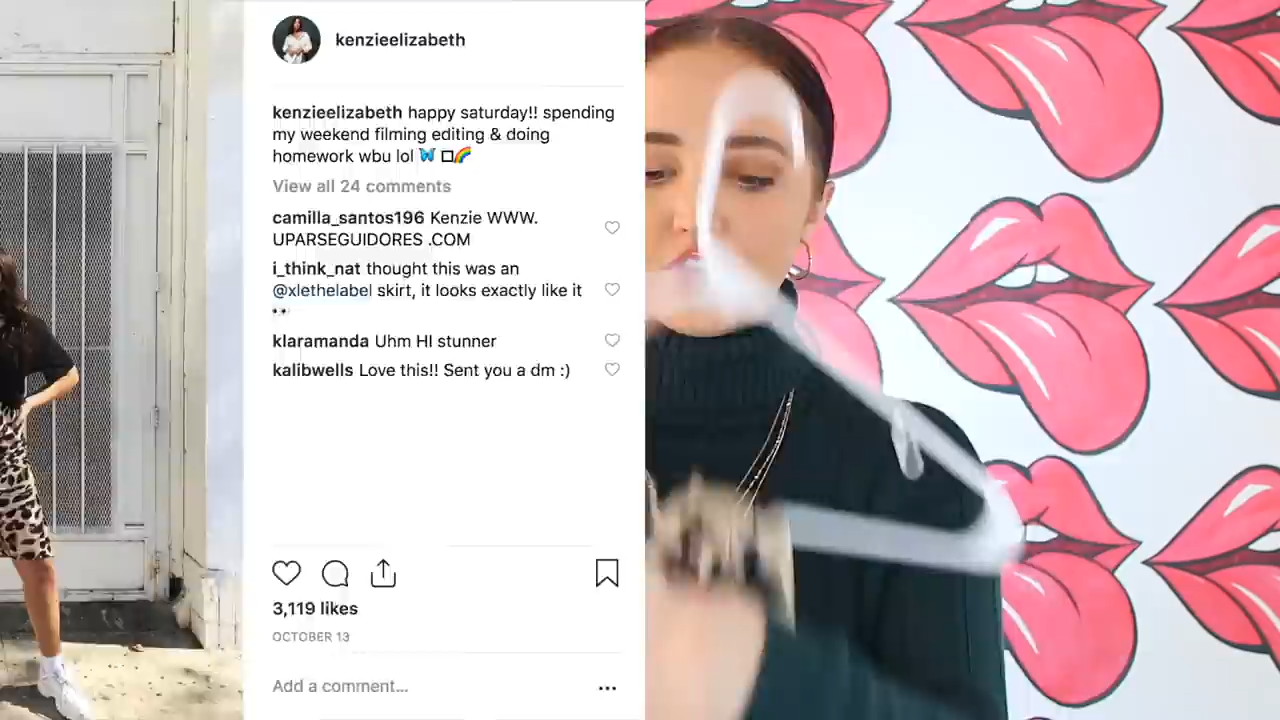 kenzieelizabeth
kenzieelizabeth happy saturday!! spending
my weekend filming editing & doing
homework wbu lol 🦋 □🌈
View all 24 comments
camilla_santos196 Kenzie WWW.
UPARSEGUIDORES .COM
i_think_nat thought this was an
@xlethelabel skirt, it looks exactly like it
👀
klaramanda Uhm HI stunner
kalibwells Love this!! Sent you a dm :)
3,119 likes
OCTOBER 13
Add a comment...